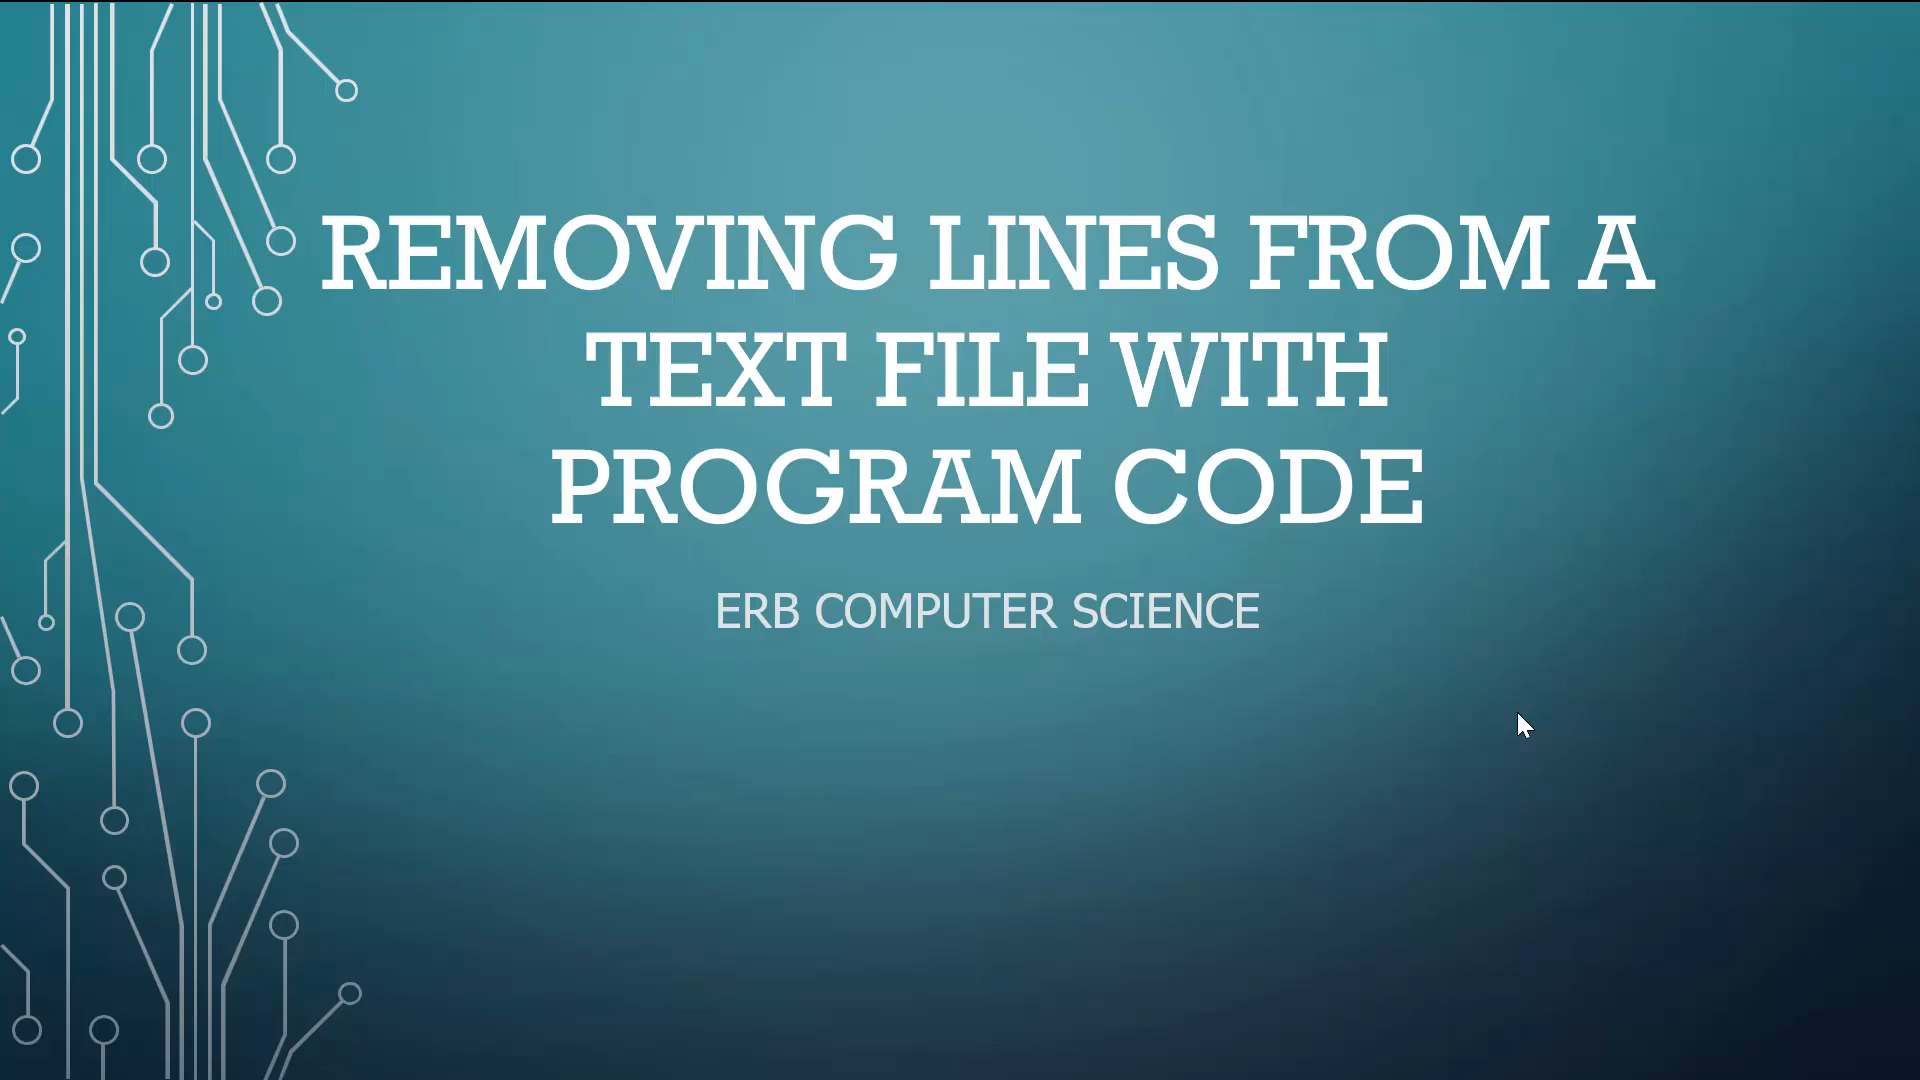 REMOVING LINES FROM A
TEXT FILE WITH
PROGRAM CODE
ERB COMPUTER SCIENCE